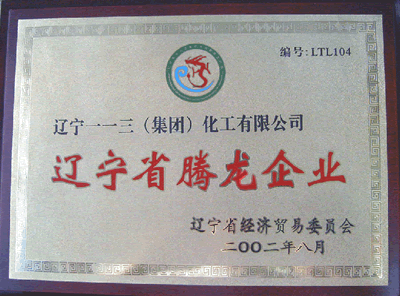 编号:LTL104
辽宁一一三（集团）化工有限公司
辽宁省腾龙企业
辽宁省经济贸易委员会
二〇〇二年八月